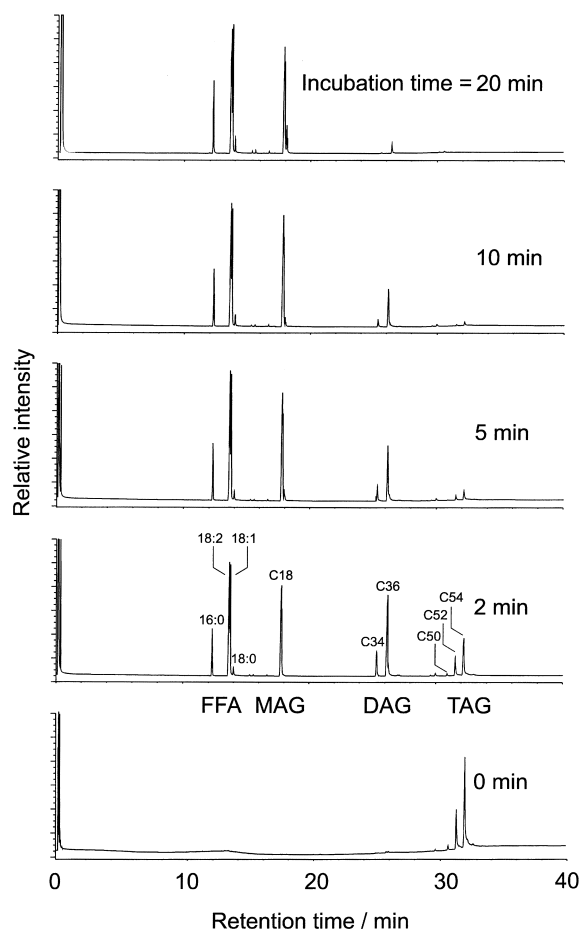 Incubation time = 20 min
10 min
5 min
18:2 18:1
C18
C36
C54
2 min
16:0
C52
C50
C34
18:0
FFA MAG DAG TAG
0 min
0 10 20 30 40
Retention time / min
Relative intensity